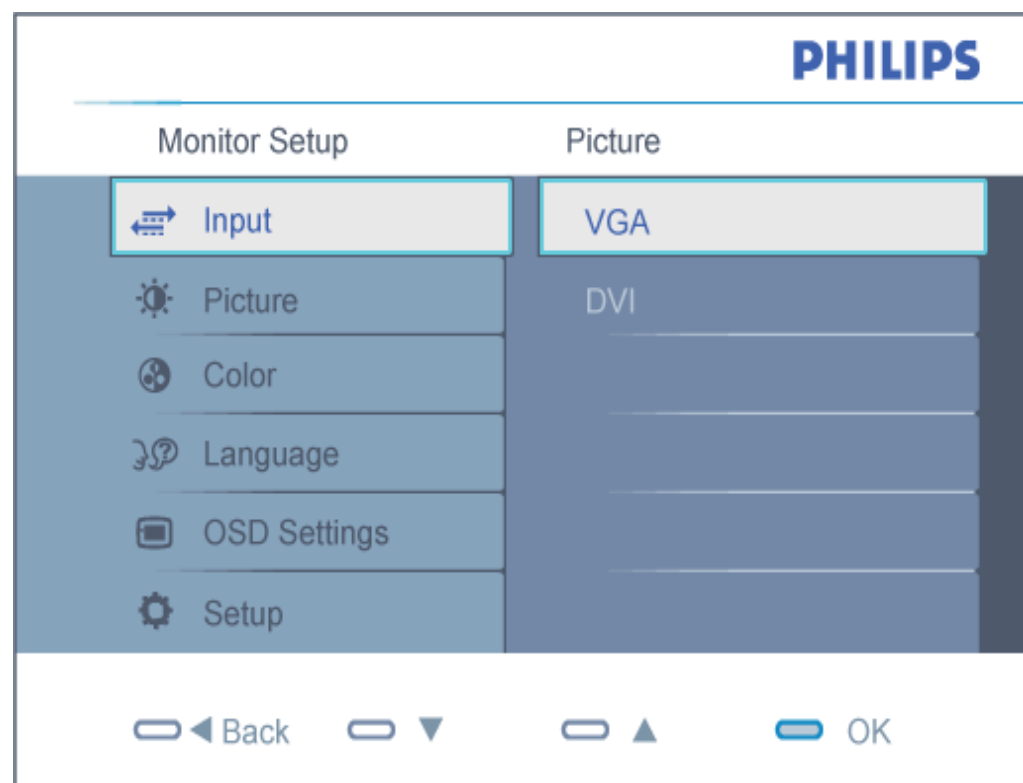 PHILIPS
Monitor Setup Picture
Input VGA
Picture DVI
Color
Language
OSD Settings
Setup
Back OK